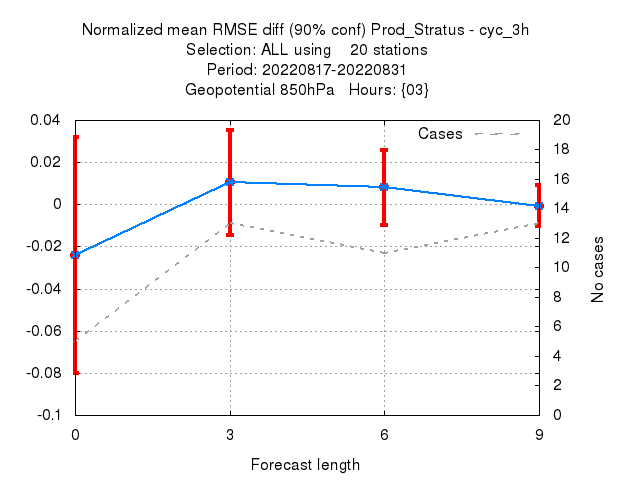 Normalized mean RMSE diff (90% conf) Prod_Stratus - cyc_3h
Selection: ALL using    20 stations
Period: 20220817-20220831
Geopotential 850hPa   Hours: {03}
Cases
0.04
0.02
0
-0.02
-0.04
-0.06
-0.08
-0.1
20
18
16
14
12
10
8
6
4
2
0
No cases
0 3 6 9
Forecast length